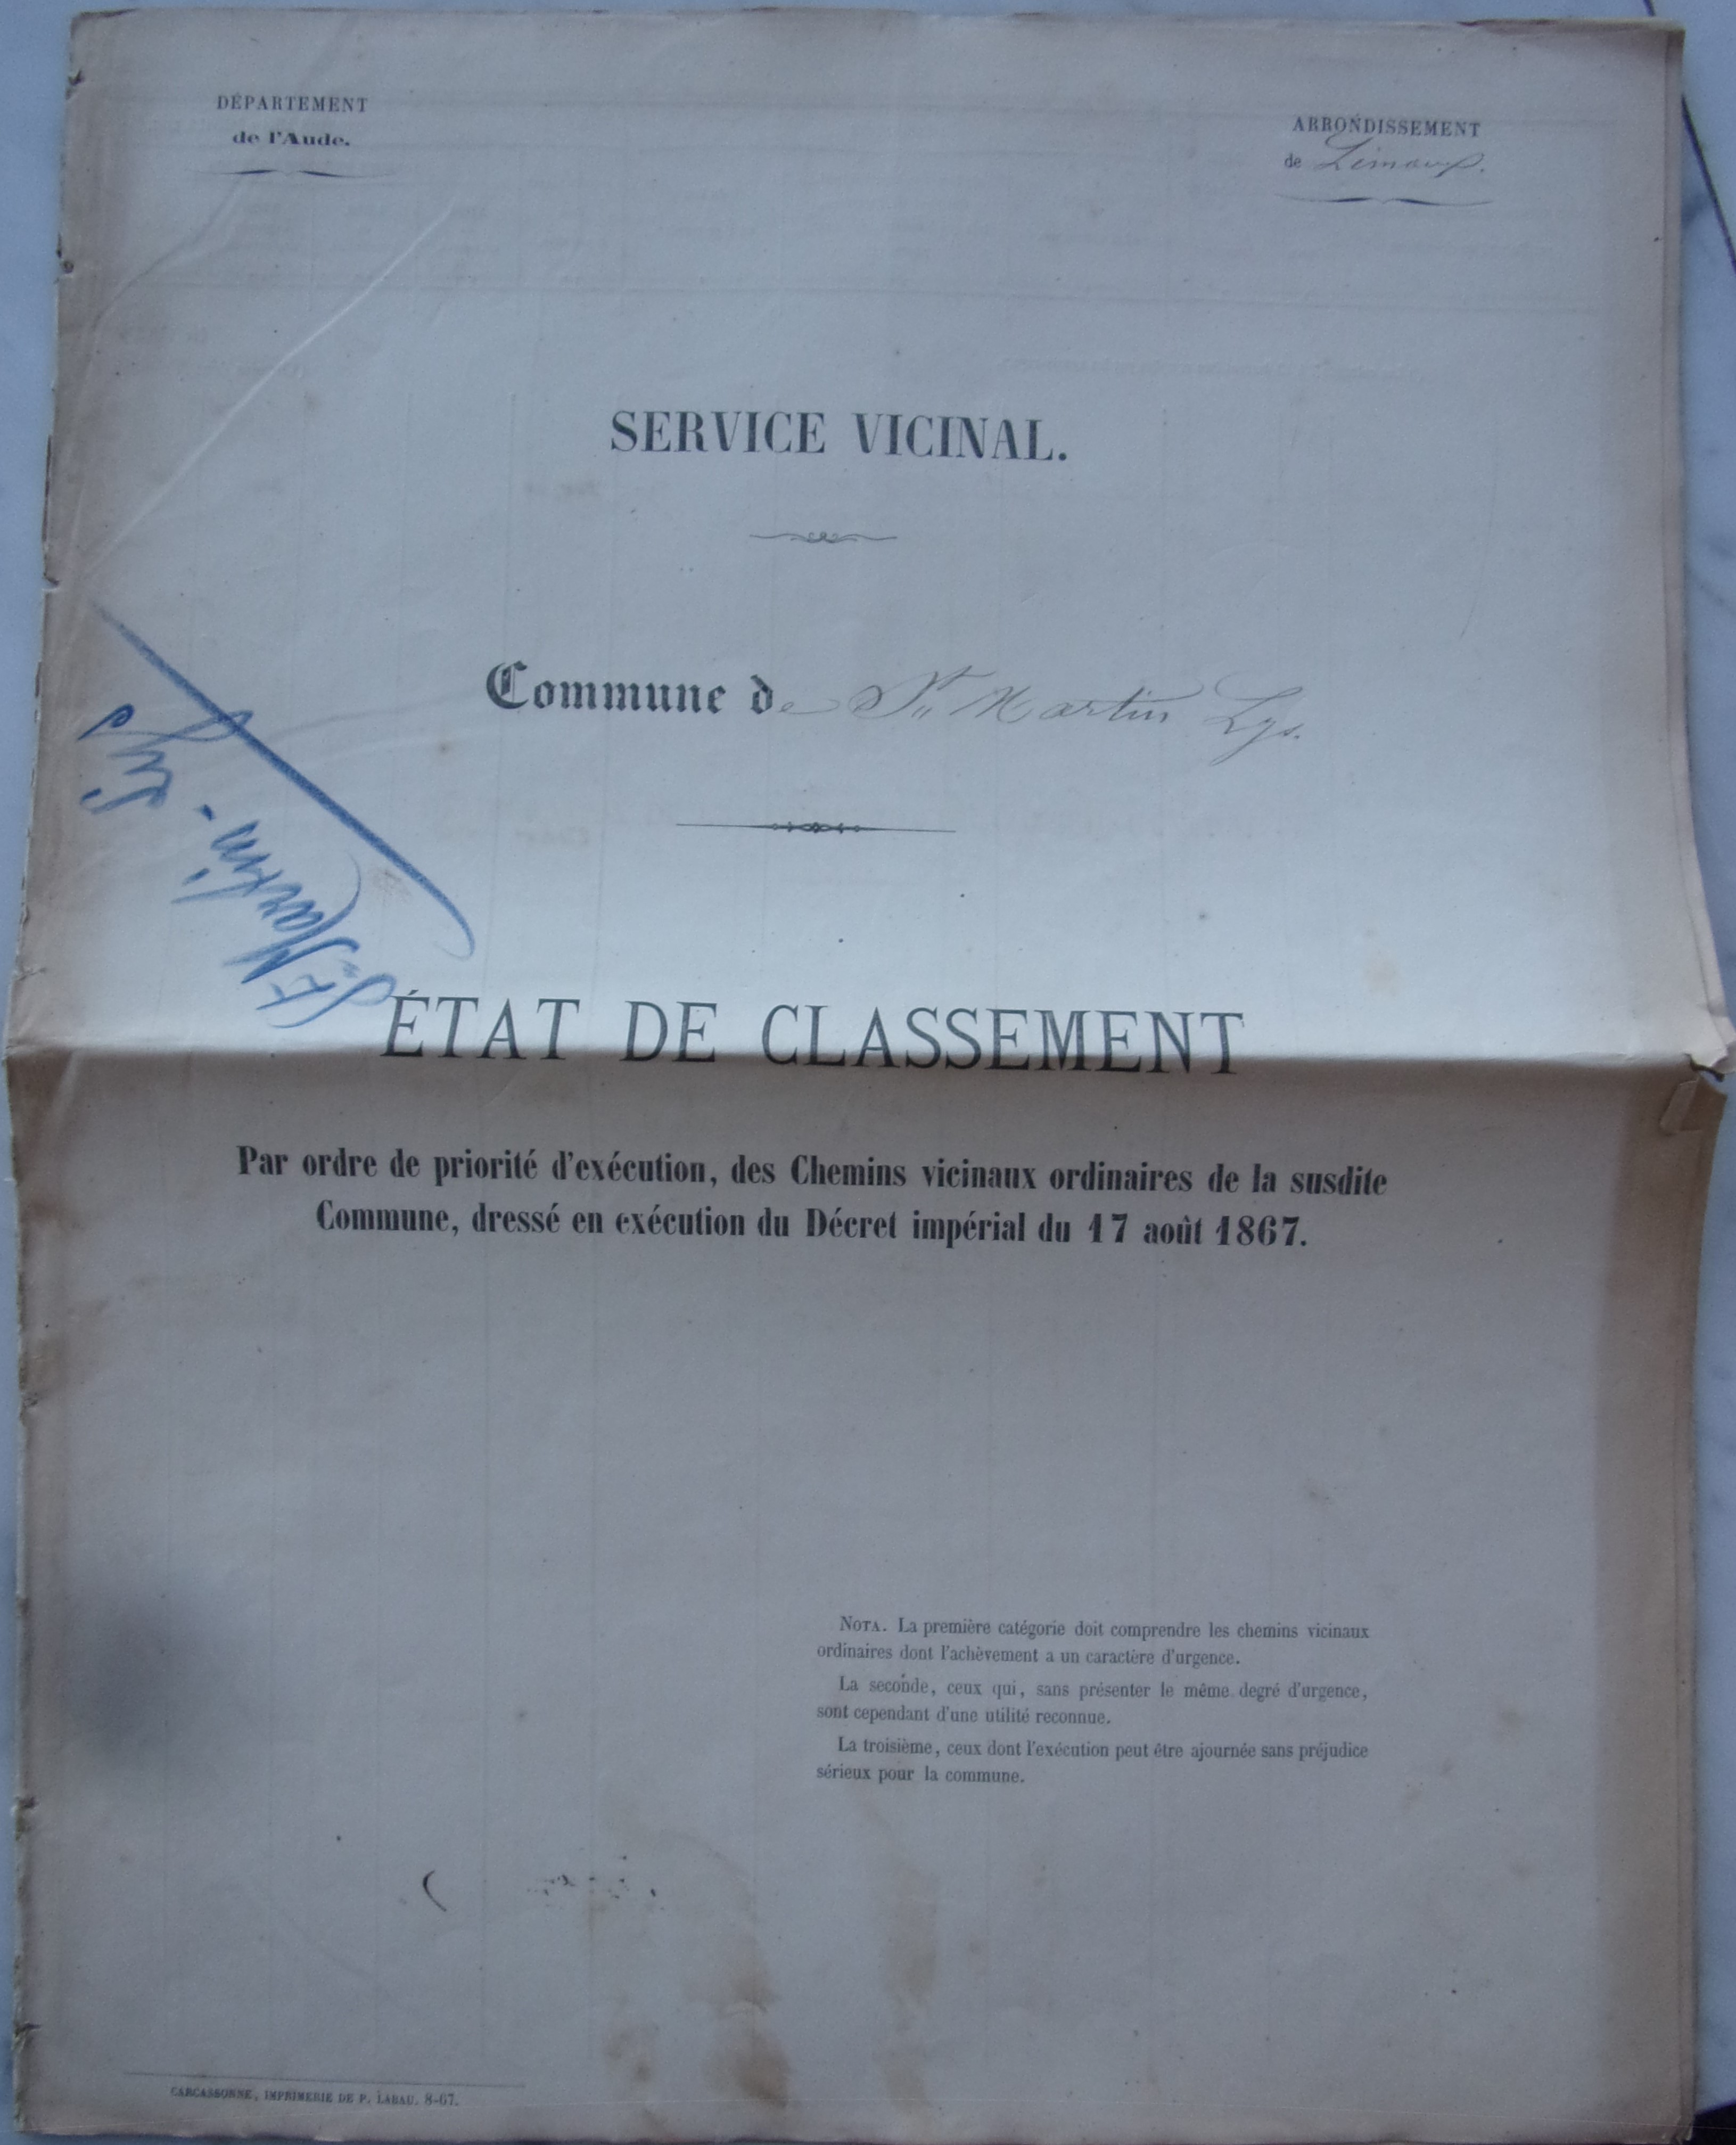 DÉPARTEMENT
de l'Aude.
ARRONDISSEMENT
de Limoux.
SERVICE VICINAL.
Commune de St Martin Lys.
St Martin - Lys
ÉTAT DE CLASSEMENT
Par ordre de priorité d'exécution, des Chemins vicinaux ordinaires de la susdite
Commune, dressé en exécution du Décret impérial du 17 août 1867.
NOTA. La première catégorie doit comprendre les chemins vicinaux
ordinaires dont l'achèvement a un caractère d'urgence.
La seconde, ceux qui, sans présenter le même degré d'urgence,
sont cependant d'une utilité reconnue.
La troisième, ceux dont l'exécution peut être ajournée sans préjudice
sérieux pour la commune.
CARCASSONNE, IMPRIMERIE DE P. LABAU. 8-67.